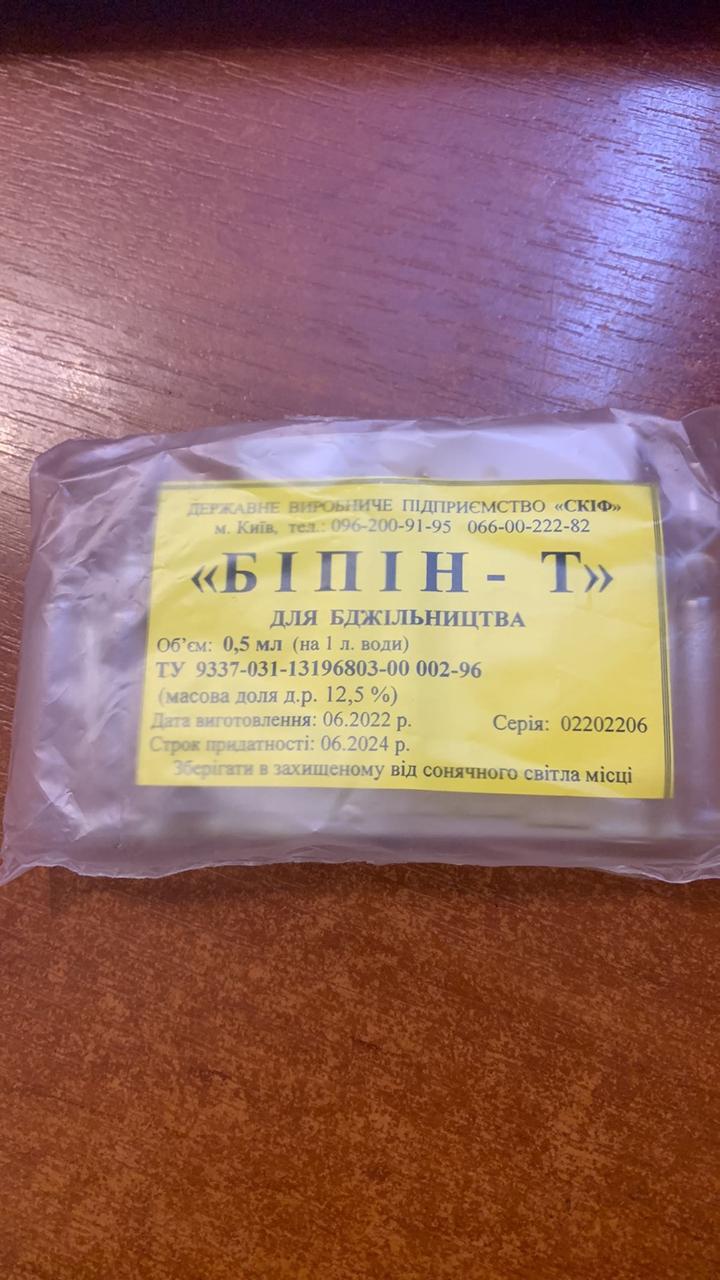 ДЕРЖАВНЕ ВИРОБНИЧЕ ПІДПРИЄМСТВО «СКІФ»
м. Київ, тел.: 096-200-91-95 066-00-222-82
«БІПІН - Т»
ДЛЯ БДЖІЛЬНИЦТВА
Об'єм: 0,5 мл (на 1 л. води)
ТУ 9337-031-13196803-00 002-96
(масова доля д.р. 12,5 %)
Дата виготовлення: 06.2022 р. Серія: 02202206
Строк придатності: 06.2024 р.
Зберігати в захищеному від сонячного світла місці